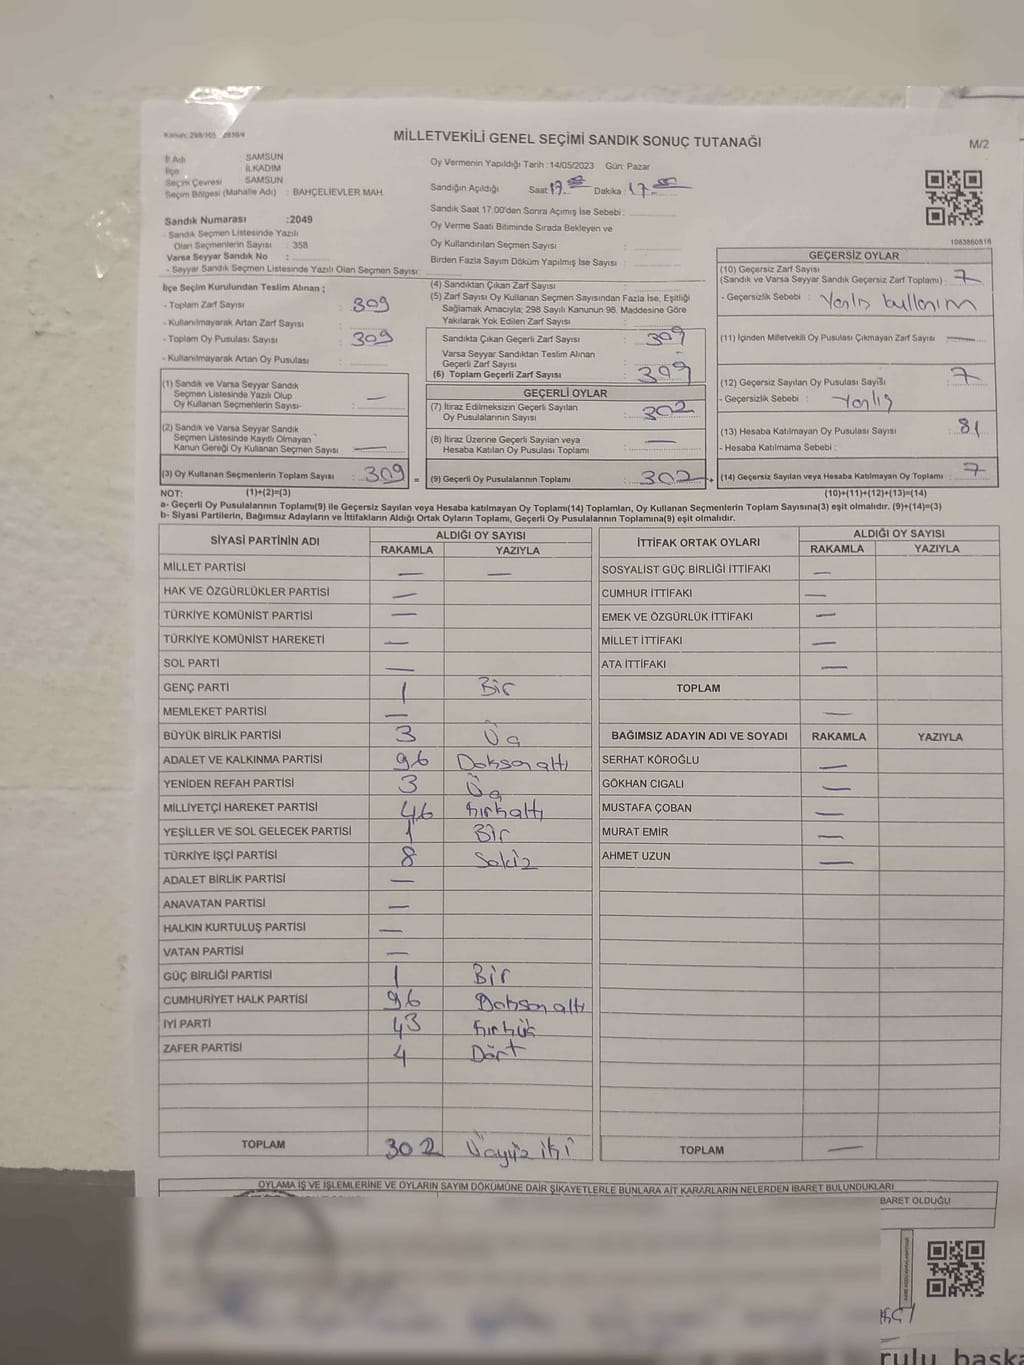 Kanun: 298/105, 2839/4
MİLLETVEKİLİ GENEL SEÇİMİ SANDIK SONUÇ TUTANAĞI
M/2
İl Adı : SAMSUN
İlçe : İLKADIM
Seçim Çevresi : SAMSUN
Seçim Bölgesi (Mahalle Adı) : BAHÇELİEVLER MAH.
Oy Vermenin Yapıldığı Tarih :14/05/2023 Gün: Pazar
Sandığın Açıldığı Saat 17.00 Dakika 17
Sandık Saat 17:00'den Sonra Açımış İse Sebebi :
Oy Verme Saati Bitiminde Sırada Bekleyen ve
Oy Kullandırılan Seçmen Sayısı :
Birden Fazla Sayım Döküm Yapılmış İse Sayısı :
Sandık Numarası :2049
- Sandık Seçmen Listesinde Yazılı
Olan Seçmenlerin Sayısı : 358
Varsa Seyyar Sandık No :
- Seyyar Sandık Seçmen Listesinde Yazılı Olan Seçmen Sayısı:
1083860816
İlçe Seçim Kurulundan Teslim Alınan ;
- Toplam Zarf Sayısı : 309
- Kullanılmayarak Artan Zarf Sayısı :
- Toplam Oy Pusulası Sayısı : 309
- Kullanılmayarak Artan Oy Pusulası :
(1) Sandık ve Varsa Seyyar Sandık
Seçmen Listesinde Yazılı Olup
Oy Kullanan Seçmenlerin Sayısı- : —
(2) Sandık ve Varsa Seyyar Sandık
Seçmen Listesinde Kayıtlı Olmayan
Kanun Gereği Oy Kullanan Seçmen Sayısı : —
(3) Oy Kullanan Seçmenlerin Toplam Sayısı : 309 =
(4) Sandıktan Çıkan Zarf Sayısı :
(5) Zarf Sayısı Oy Kullanan Seçmen Sayısından Fazla İse, Eşitliği
Sağlamak Amacıyla; 298 Sayılı Kanunun 98. Maddesine Göre
Yakılarak Yok Edilen Zarf Sayısı :
Sandıkta Çıkan Geçerli Zarf Sayısı : 309
Varsa Seyyar Sandıktan Teslim Alınan
Geçerli Zarf Sayısı : -
(6) Toplam Geçerli Zarf Sayısı : 309
GEÇERLİ OYLAR
(7) İtiraz Edilmeksizin Geçerli Sayılan
Oy Pusulalarının Sayısı : 302
(8) İtiraz Üzerine Geçerli Sayılan veya
Hesaba Katılan Oy Pusulası Toplamı : —
(9) Geçerli Oy Pusulalarının Toplamı : 302 +
GEÇERSİZ OYLAR
(10) Geçersiz Zarf Sayısı
(Sandık ve Varsa Seyyar Sandık Geçersiz Zarf Toplamı) : 7
- Geçersizlik Sebebi : Yanlış kullanım
(11) İçinden Milletvekili Oy Pusulası Çıkmayan Zarf Sayısı : —
(12) Geçersiz Sayılan Oy Pusulası Sayısı : 7
- Geçersizlik Sebebi : Yanlış
(13) Hesaba Katılmayan Oy Pusulası Sayısı : 81
- Hesaba Katılmama Sebebi :
(14) Geçersiz Sayılan veya Hesaba Katılmayan Oy Toplamı : 7
NOT: (1)+(2)=(3) (10)+(11)+(12)+(13)=(14)
a- Geçerli Oy Pusulalarının Toplamı(9) ile Geçersiz Sayılan veya Hesaba katılmayan Oy Toplamı(14) Toplamları, Oy Kullanan Seçmenlerin Toplam Sayısına(3) eşit olmalıdır. (9)+(14)=(3)
b- Siyasi Partilerin, Bağımsız Adayların ve İttifakların Aldığı Ortak Oyların Toplamı, Geçerli Oy Pusulalarının Toplamına(9) eşit olmalıdır.
SİYASİ PARTİNİN ADI ALDIĞI OY SAYISI
RAKAMLA YAZIYLA
MİLLET PARTİSİ — —
HAK VE ÖZGÜRLÜKLER PARTİSİ —
TÜRKİYE KOMÜNİST PARTİSİ —
TÜRKİYE KOMÜNİST HAREKETİ —
SOL PARTİ —
GENÇ PARTİ 1 Bir
MEMLEKET PARTİSİ —
BÜYÜK BİRLİK PARTİSİ 3 Üç
ADALET VE KALKINMA PARTİSİ 96 Doksanaltı
YENİDEN REFAH PARTİSİ 3 Üç
MİLLİYETÇİ HAREKET PARTİSİ 46 Kırkaltı
YEŞİLLER VE SOL GELECEK PARTİSİ 1 Bir
TÜRKİYE İŞÇİ PARTİSİ 8 Sekiz
ADALET BİRLİK PARTİSİ —
ANAVATAN PARTİSİ —
HALKIN KURTULUŞ PARTİSİ —
VATAN PARTİSİ —
GÜÇ BİRLİĞİ PARTİSİ 1 Bir
CUMHURİYET HALK PARTİSİ 96 Doksanaltı
İYİ PARTİ 43 Kırküç
ZAFER PARTİSİ 4 Dört
TOPLAM 302 Üçyüz iki
İTTİFAK ORTAK OYLARI ALDIĞI OY SAYISI
RAKAMLA YAZIYLA
SOSYALİST GÜÇ BİRLİĞİ İTTİFAKI —
CUMHUR İTTİFAKI —
EMEK VE ÖZGÜRLÜK İTTİFAKI —
MİLLET İTTİFAKI —
ATA İTTİFAKI —
TOPLAM
—
BAĞIMSIZ ADAYIN ADI VE SOYADI RAKAMLA YAZIYLA
SERHAT KÖROĞLU —
GÖKHAN CIGALI —
MUSTAFA ÇOBAN —
MURAT EMİR —
AHMET UZUN —
TOPLAM —
OYLAMA İŞ VE İŞLEMLERİNE VE OYLARIN SAYIM DÖKÜMÜNE DAİR ŞİKAYETLERLE BUNLARA AİT KARARLARIN NELERDEN İBARET BULUNDUKLARI
BARET OLDUĞU
rulu baska